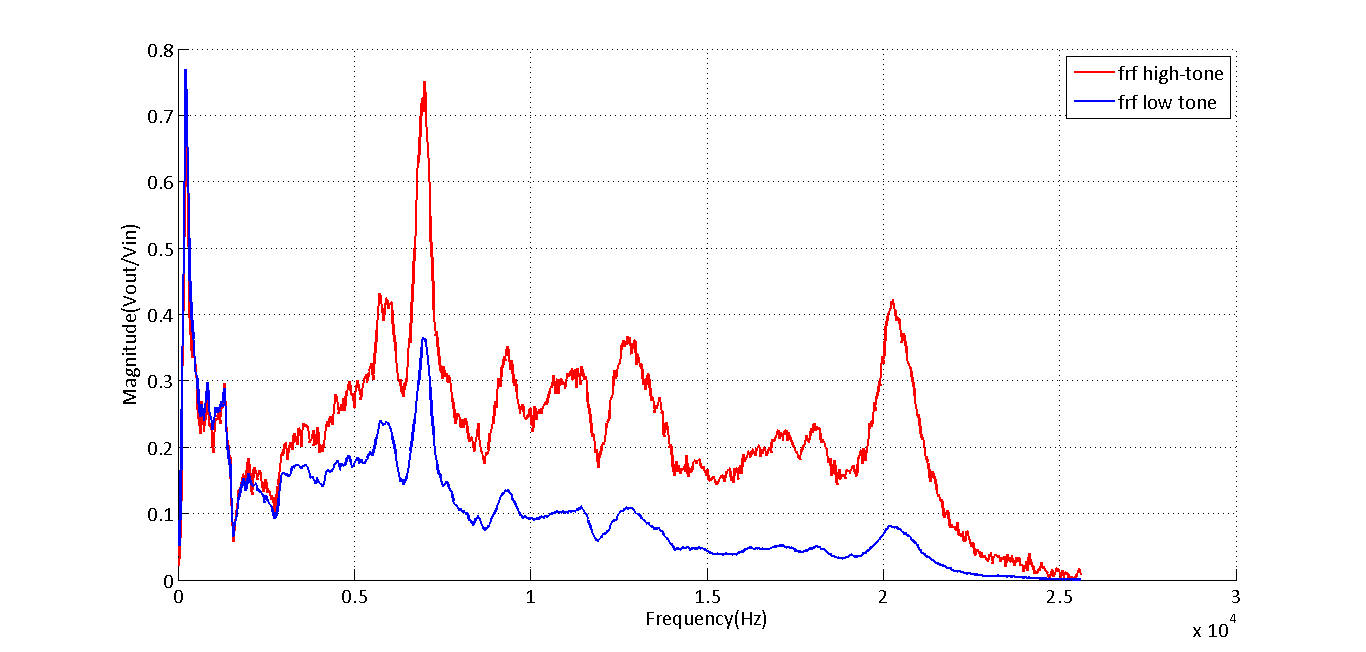 0.8
0.7
0.6
0.5
0.4
0.3
0.2
0.1
0
Magnitude(Vout/Vin)
frf high-tone
frf low tone
0 0.5 1 1.5 2 2.5 3
Frequency(Hz)
x 10^4